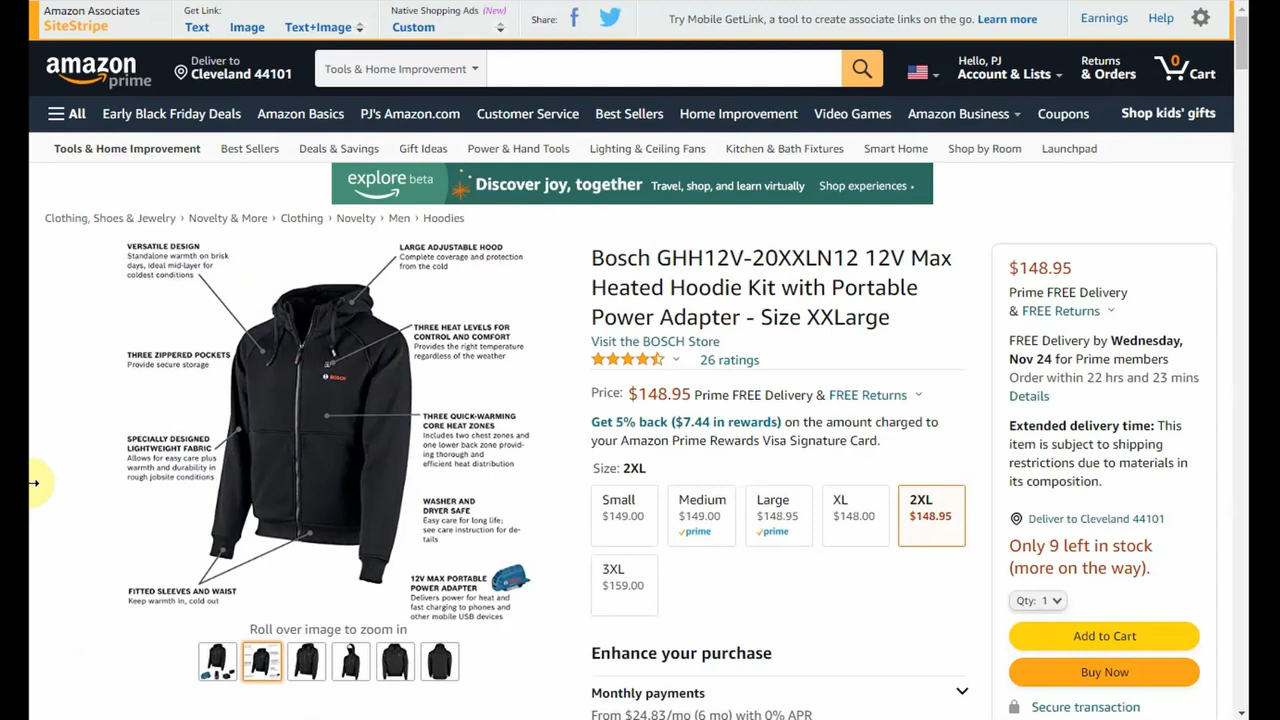 Amazon Associates
SiteStripe
Get Link:
Text Image Text+Image
Native Shopping Ads (New)
Custom
Share:
Try Mobile GetLink, a tool to create associate links on the go. Learn more
Earnings Help
amazon
prime
Deliver to
Cleveland 44101
Tools & Home Improvement
Hello, PJ
Account & Lists
Returns
& Orders
0
Cart
All Early Black Friday Deals Amazon Basics PJ's Amazon.com Customer Service Best Sellers Home Improvement Video Games Amazon Business Coupons Shop kids' gifts
Tools & Home Improvement Best Sellers Deals & Savings Gift Ideas Power & Hand Tools Lighting & Ceiling Fans Kitchen & Bath Fixtures Smart Home Shop by Room Launchpad
explore beta Discover joy, together Travel, shop, and learn virtually Shop experiences ›
Clothing, Shoes & Jewelry › Novelty & More › Clothing › Novelty › Men › Hoodies
VERSATILE DESIGN
Standalone warmth on brisk
days, ideal mid-layer for
coldest conditions
LARGE ADJUSTABLE HOOD
Complete coverage and protection
from the cold
THREE HEAT LEVELS FOR
CONTROL AND COMFORT
Provides the right temperature
regardless of the weather
THREE ZIPPERED POCKETS
Provide secure storage
BOSCH
THREE QUICK-WARMING
CORE HEAT ZONES
Includes two chest zones and
one lower back zone provid-
ing thorough and
efficient heat distribution
SPECIALLY DESIGNED
LIGHTWEIGHT FABRIC
Allows for easy care plus
warmth and durability in
rough jobsite conditions
WASHER AND
DRYER SAFE
Easy care for long life;
see care instruction for de-
tails
12V MAX PORTABLE
POWER ADAPTER
Delivers power for heat and
fast charging to phones and
other mobile USB devices
FITTED SLEEVES AND WAIST
Keep warmth in, cold out
Roll over image to zoom in
Bosch GHH12V-20XXLN12 12V Max
Heated Hoodie Kit with Portable
Power Adapter - Size XXLarge
Visit the BOSCH Store
26 ratings
Price: $148.95 Prime FREE Delivery & FREE Returns
Get 5% back ($7.44 in rewards) on the amount charged to
your Amazon Prime Rewards Visa Signature Card.
Size: 2XL
Small
$149.00
Medium
$149.00
prime
Large
$148.95
prime
XL
$148.00
2XL
$148.95
3XL
$159.00
Enhance your purchase
Monthly payments
From $24.83/mo (6 mo) with 0% APR
$148.95
Prime FREE Delivery
& FREE Returns
FREE Delivery by Wednesday,
Nov 24 for Prime members
Order within 22 hrs and 23 mins
Details
Extended delivery time: This
item is subject to shipping
restrictions due to materials in
its composition.
Deliver to Cleveland 44101
Only 9 left in stock
(more on the way).
Qty: 1
Add to Cart
Buy Now
Secure transaction